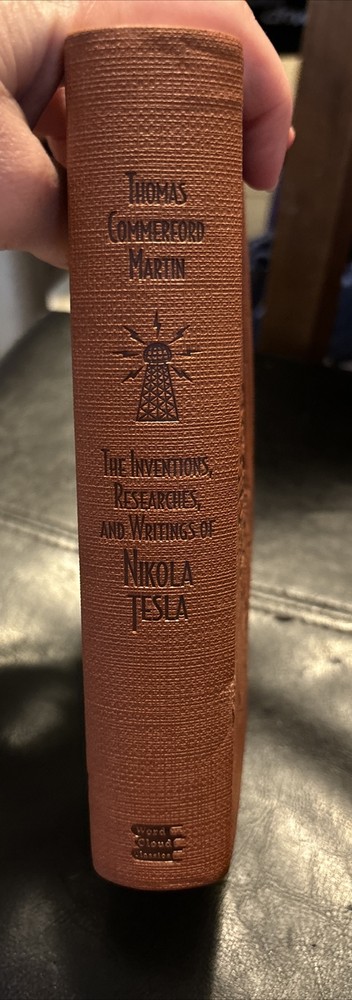 Thomas
Commerford
Martin
The Inventions,
Researches,
and Writings of
Nikola
Tesla
Word
Cloud
Classics